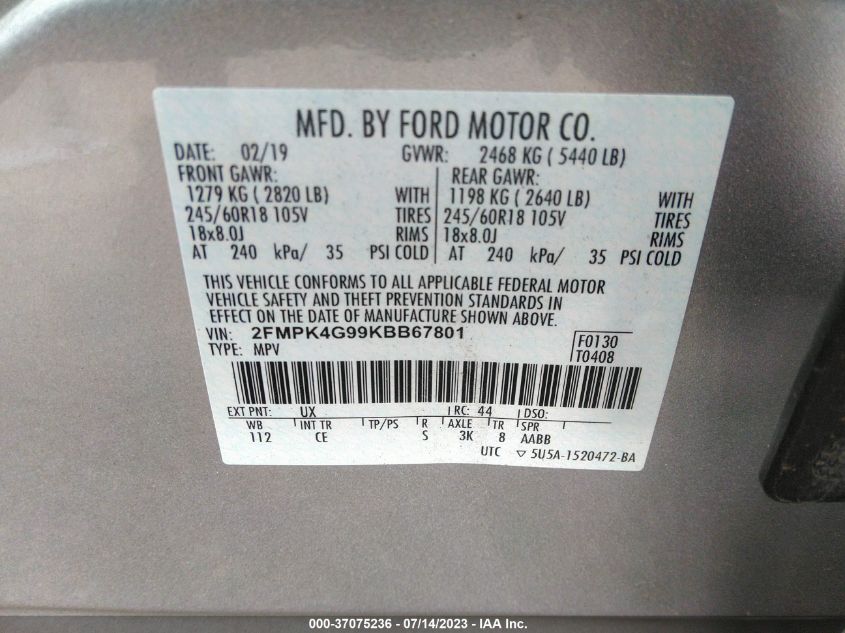 MFD. BY FORD MOTOR CO.
DATE: 02/19 GVWR: 2468 KG ( 5440 LB)
FRONT GAWR: REAR GAWR:
1279 KG ( 2820 LB) WITH 1198 KG ( 2640 LB) WITH
245/60R18 105V TIRES 245/60R18 105V TIRES
18x8.0J RIMS 18x8.0J RIMS
AT 240 kPa/ 35 PSI COLD AT 240 kPa/ 35 PSI COLD
THIS VEHICLE CONFORMS TO ALL APPLICABLE FEDERAL MOTOR
VEHICLE SAFETY AND THEFT PREVENTION STANDARDS IN
EFFECT ON THE DATE OF MANUFACTURE SHOWN ABOVE.
VIN: 2FMPK4G99KBB67801 F0130
TYPE: MPV T0408
EXT PNT: UX RC: 44 DSO:
WB INT TR TP/PS R AXLE TR SPR
112 CE S 3K 8 AABB
UTC ▽ 5U5A-1520472-BA
000-37075236 - 07/14/2023 - IAA Inc.